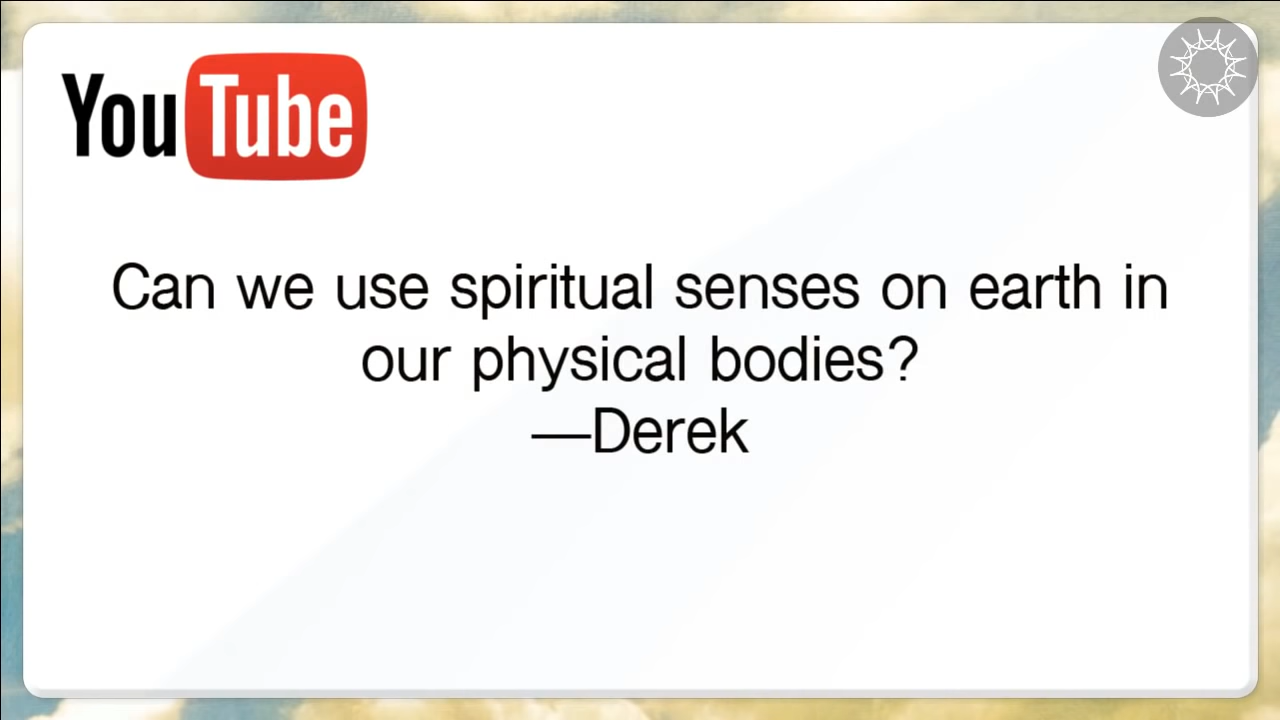 YouTube
Can we use spiritual senses on earth in
our physical bodies?
—Derek